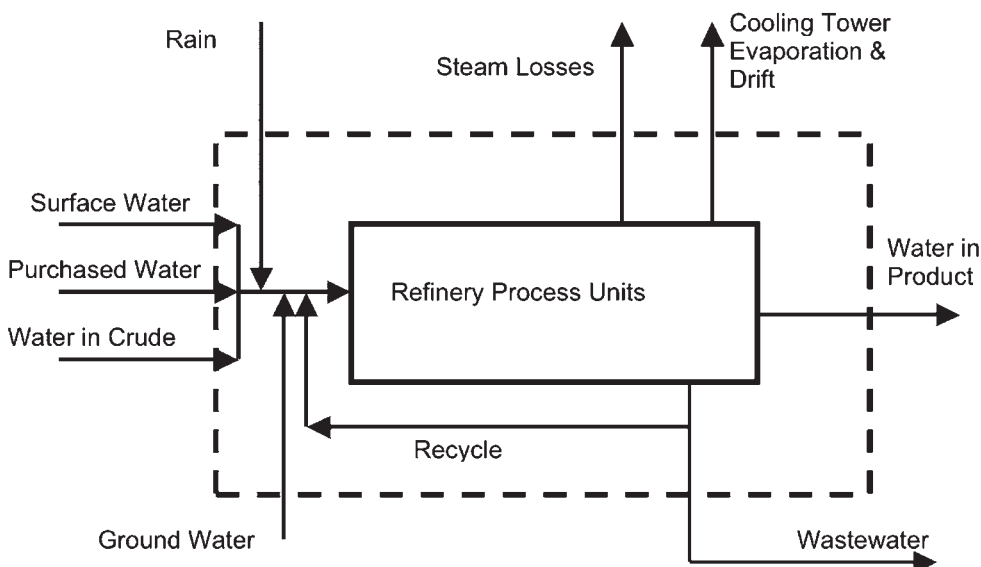 Rain
Steam Losses
Cooling Tower
Evaporation &
Drift
Surface Water
Purchased Water
Water in Crude
Refinery Process Units
Water in
Product
Recycle
Ground Water
Wastewater